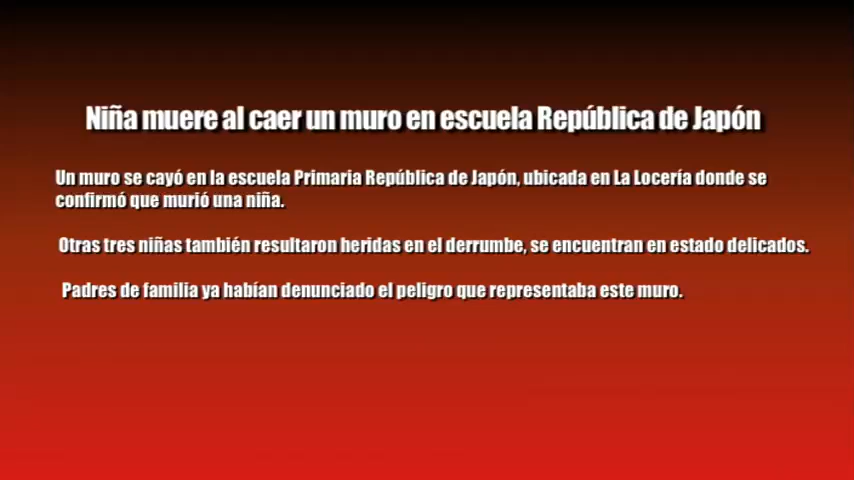 Niña muere al caer un muro en escuela República de Japón
Un muro se cayó en la escuela Primaria República de Japón, ubicada en La Locería donde se
confirmó que murió una niña.
Otras tres niñas también resultaron heridas en el derrumbe, se encuentran en estado delicados.
Padres de familia ya habían denunciado el peligro que representaba este muro.